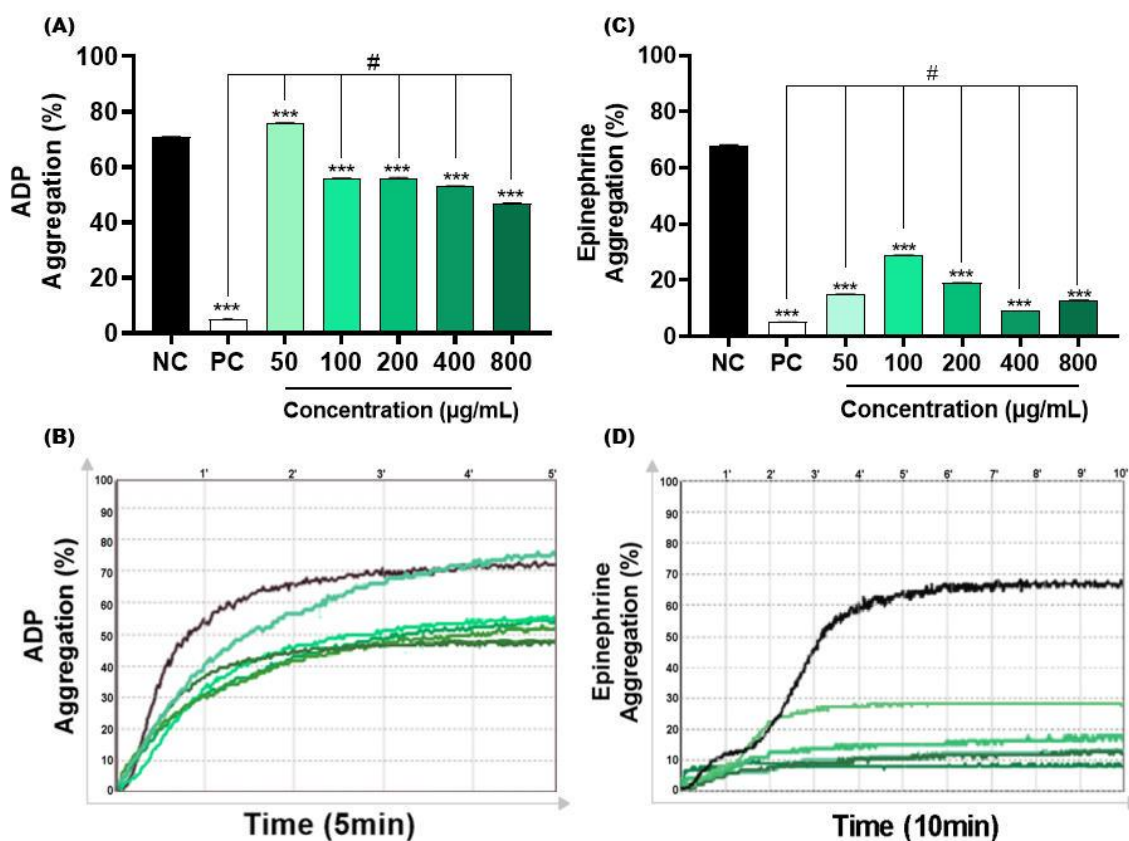 (A)
ADP
Aggregation (%)
100
80
60
40
20
0
#
***
***
***
***
***
***
NC PC 50 100 200 400 800
Concentration (µg/mL)
(C)
Epinephrine
Aggregation (%)
100
80
60
40
20
0
#
***
***
***
***
***
***
NC PC 50 100 200 400 800
Concentration (µg/mL)
(B)
ADP
Aggregation (%)
1' 2' 3' 4' 5'
100
90
80
70
60
50
40
30
20
10
0
Time (5min)
(D)
Epinephrine
Aggregation (%)
1' 2' 3' 4' 5' 6' 7' 8' 9' 10'
100
90
80
70
60
50
40
30
20
10
0
Time (10min)